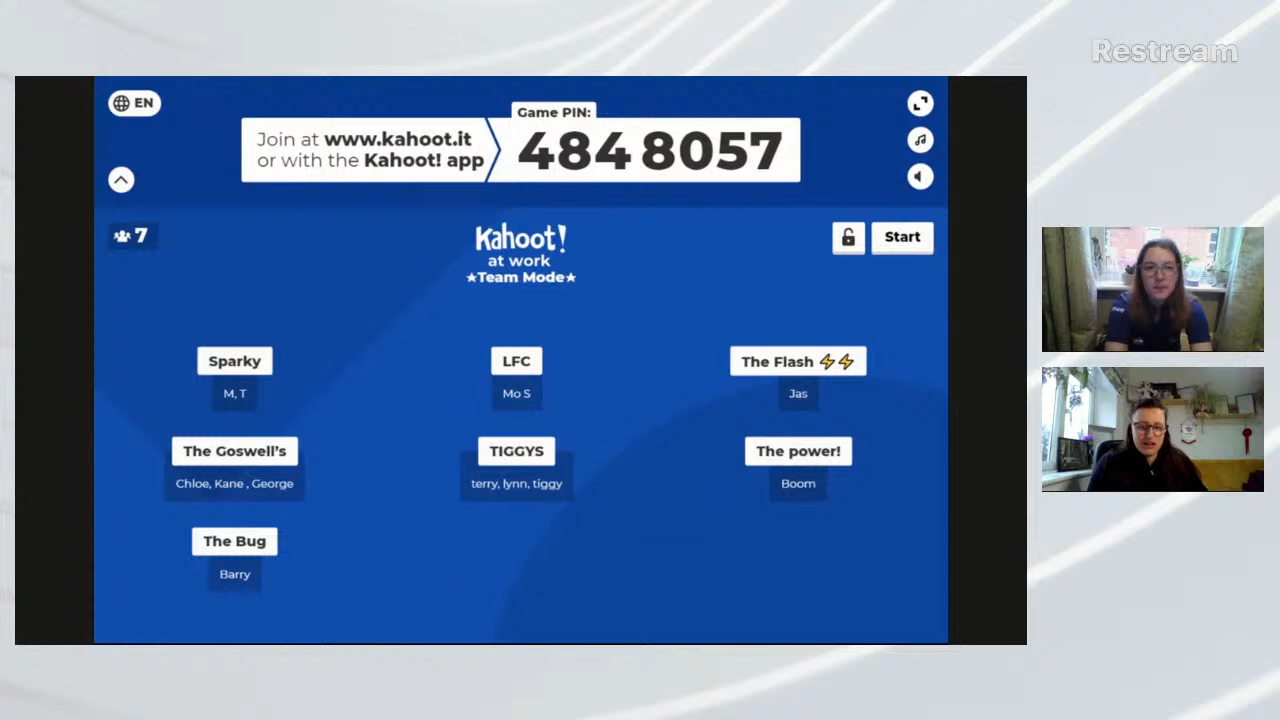 Restream
EN
Game PIN:
Join at www.kahoot.it
or with the Kahoot! app
484 8057
7
Kahoot!
at work
★Team Mode★
Start
Sparky
M, T
LFC
Mo S
The Flash ⚡⚡
Jas
The Goswell's
Chloe, Kane , George
TIGGYS
terry, lynn, tiggy
The power!
Boom
The Bug
Barry